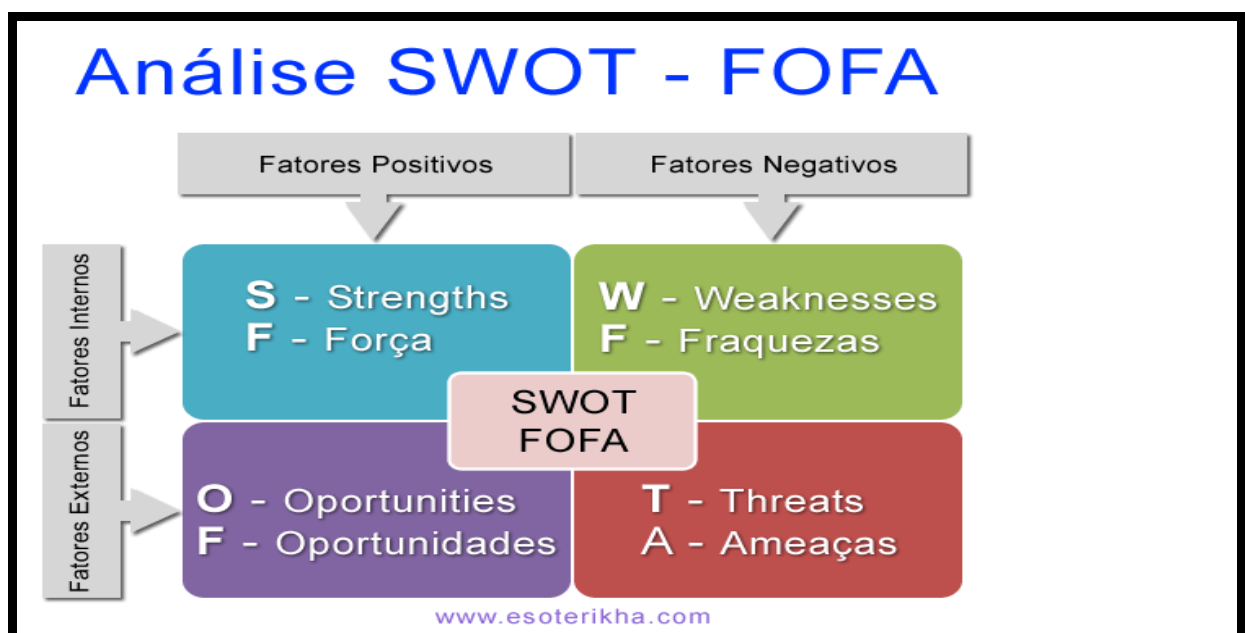 Análise SWOT - FOFA
Fatores Positivos
Fatores Negativos
Fatores Internos
S - Strengths
F - Força
W - Weaknesses
F - Fraquezas
SWOT
FOFA
Fatores Externos
O - Oportunities
F - Oportunidades
T - Threats
A - Ameaças
www.esoterikha.com